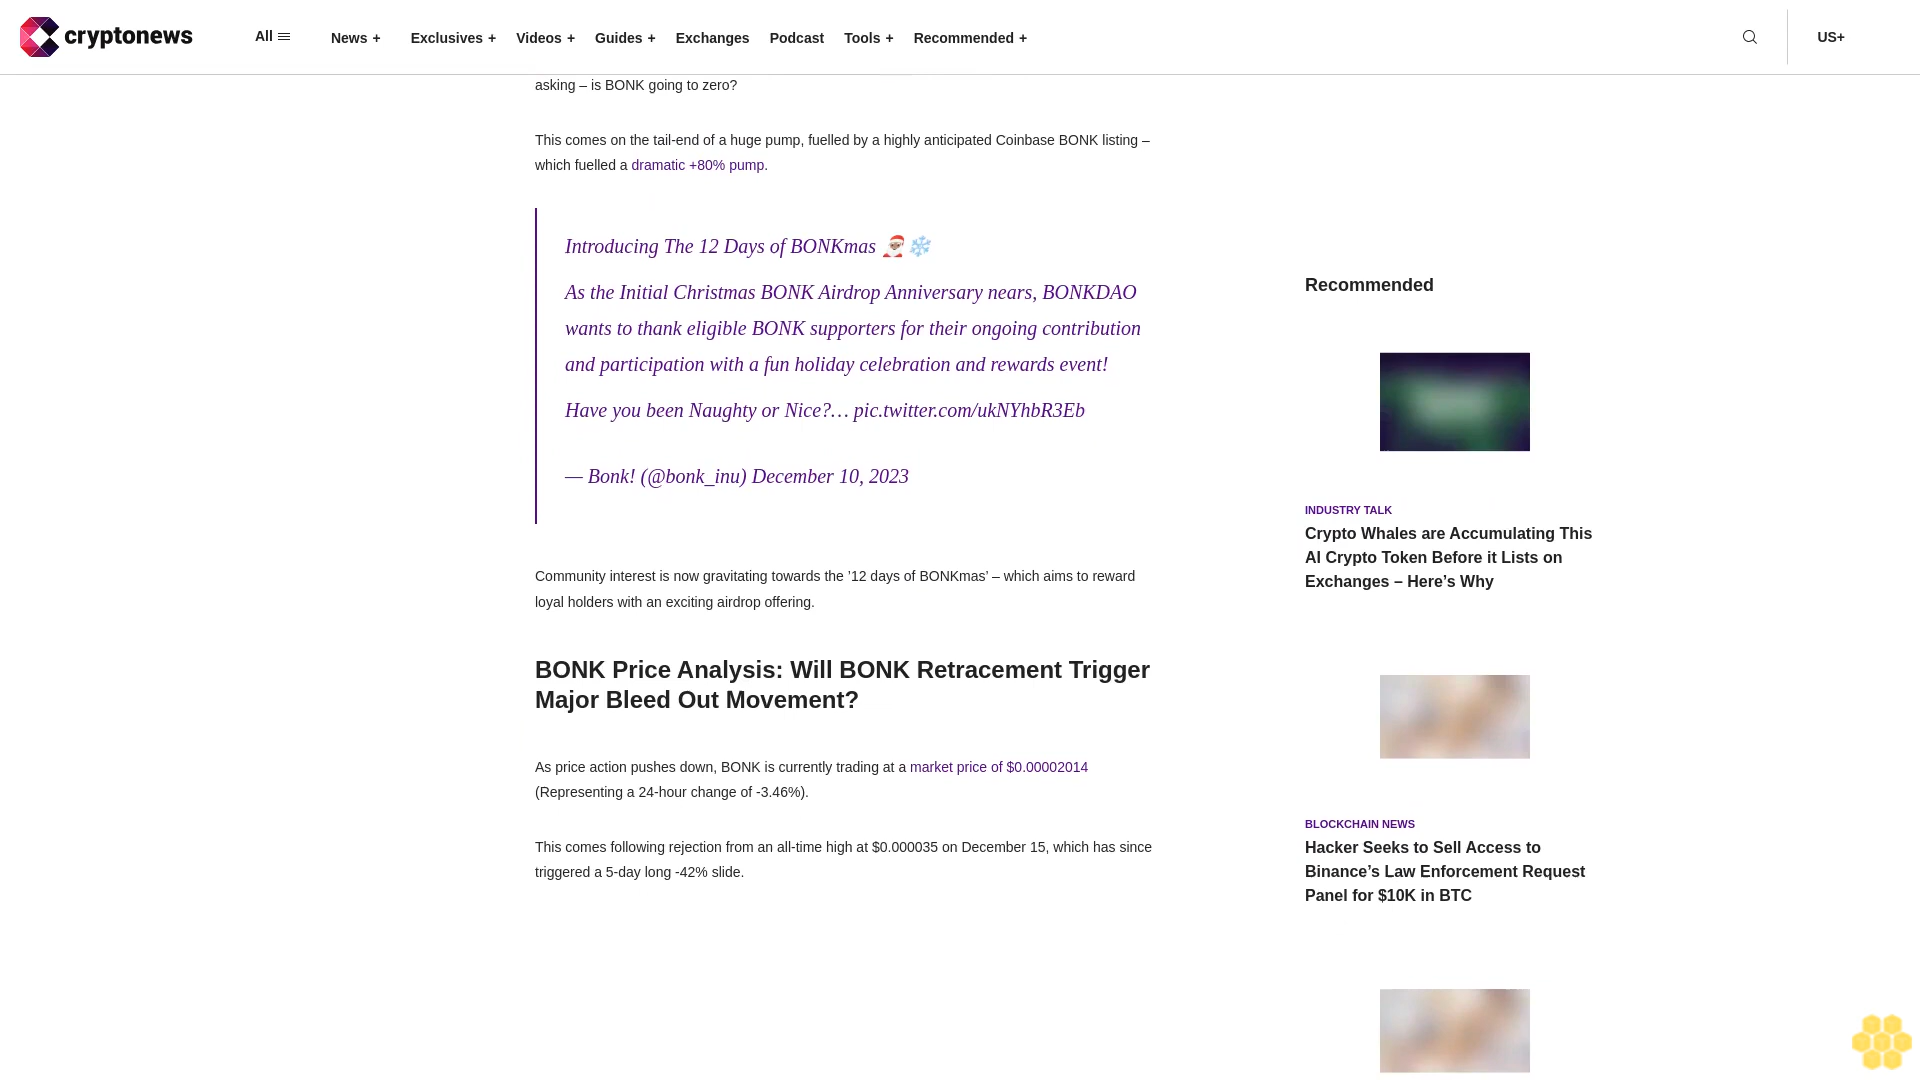 cryptonews
All
News +
Exclusives +
Videos +
Guides +
Exchanges
Podcast
Tools +
Recommended +
US+
asking – is BONK going to zero?
This comes on the tail-end of a huge pump, fuelled by a highly anticipated Coinbase BONK listing –
which fuelled a dramatic +80% pump.
Introducing The 12 Days of BONKmas 🎅🏽❄️
As the Initial Christmas BONK Airdrop Anniversary nears, BONKDAO
wants to thank eligible BONK supporters for their ongoing contribution
and participation with a fun holiday celebration and rewards event!
Have you been Naughty or Nice?… pic.twitter.com/ukNYhbR3Eb
— Bonk! (@bonk_inu) December 10, 2023
Community interest is now gravitating towards the ’12 days of BONKmas’ – which aims to reward
loyal holders with an exciting airdrop offering.
BONK Price Analysis: Will BONK Retracement Trigger
Major Bleed Out Movement?
As price action pushes down, BONK is currently trading at a market price of $0.00002014
(Representing a 24-hour change of -3.46%).
This comes following rejection from an all-time high at $0.000035 on December 15, which has since
triggered a 5-day long -42% slide.
Recommended
INDUSTRY TALK
Crypto Whales are Accumulating This
AI Crypto Token Before it Lists on
Exchanges – Here’s Why
BLOCKCHAIN NEWS
Hacker Seeks to Sell Access to
Binance’s Law Enforcement Request
Panel for $10K in BTC